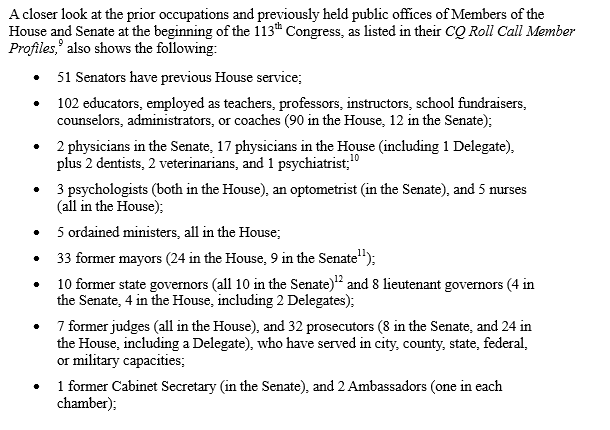 A closer look at the prior occupations and previously held public offices of Members of the
House and Senate at the beginning of the 113th Congress, as listed in their CQ Roll Call Member
Profiles,9 also shows the following:
• 51 Senators have previous House service;
• 102 educators, employed as teachers, professors, instructors, school fundraisers,
counselors, administrators, or coaches (90 in the House, 12 in the Senate);
• 2 physicians in the Senate, 17 physicians in the House (including 1 Delegate),
plus 2 dentists, 2 veterinarians, and 1 psychiatrist;10
• 3 psychologists (both in the House), an optometrist (in the Senate), and 5 nurses
(all in the House);
• 5 ordained ministers, all in the House;
• 33 former mayors (24 in the House, 9 in the Senate11);
• 10 former state governors (all 10 in the Senate)12 and 8 lieutenant governors (4 in
the Senate, 4 in the House, including 2 Delegates);
• 7 former judges (all in the House), and 32 prosecutors (8 in the Senate, and 24 in
the House, including a Delegate), who have served in city, county, state, federal,
or military capacities;
• 1 former Cabinet Secretary (in the Senate), and 2 Ambassadors (one in each
chamber);